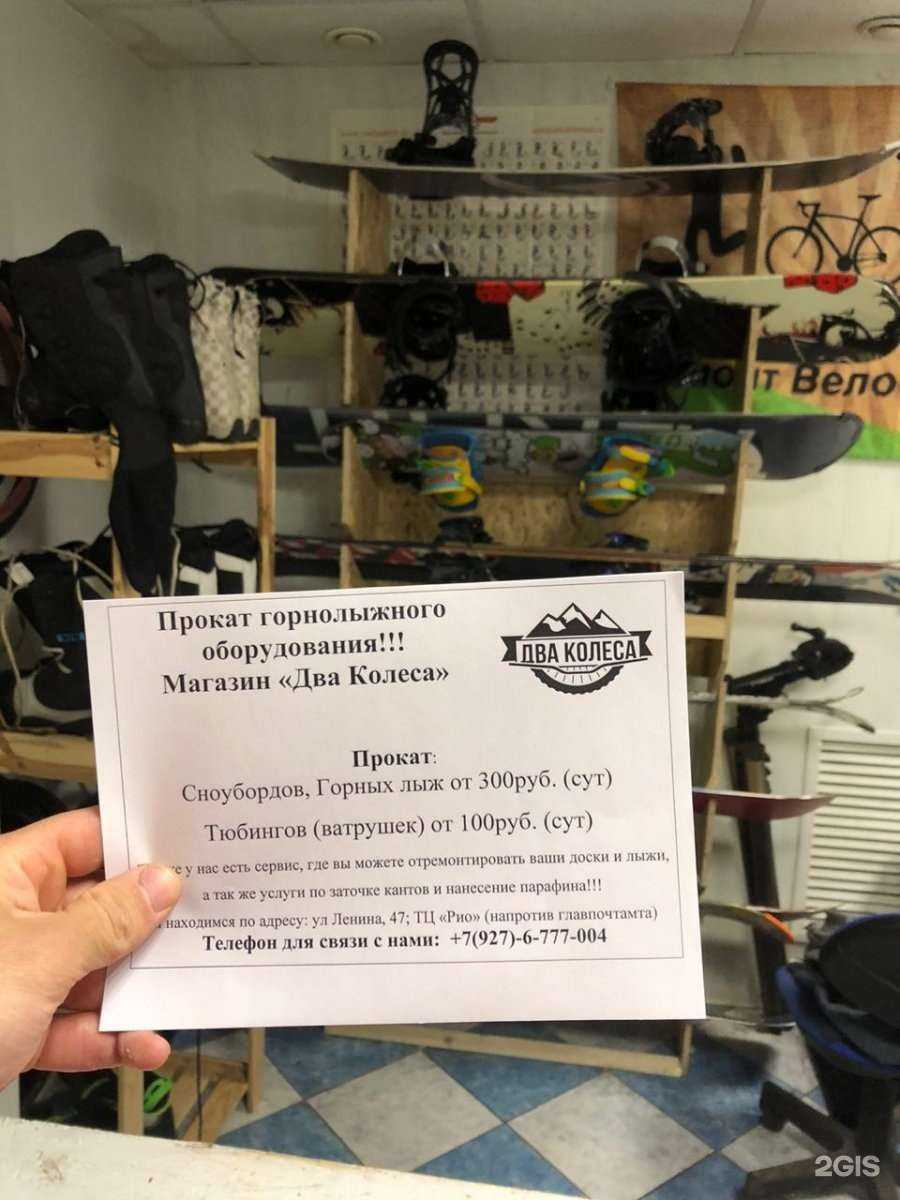 Вело
Прокат горнолыжного
оборудования!!!
Магазин «Два Колеса»
ДВА КОЛЕСА
Прокат:
Сноубордов, Горных лыж от 300руб. (сут)
Тюбингов (ватрушек) от 100руб. (сут)
у нас есть сервис, где вы можете отремонтировать ваши доски и лыжи,
а так же услуги по заточке кантов и нанесение парафина!!!
находимся по адресу: ул Ленина, 47; ТЦ «Рио» (напротив главпочтамта)
Телефон для связи с нами: +7(927)-6-777-004
2GIS